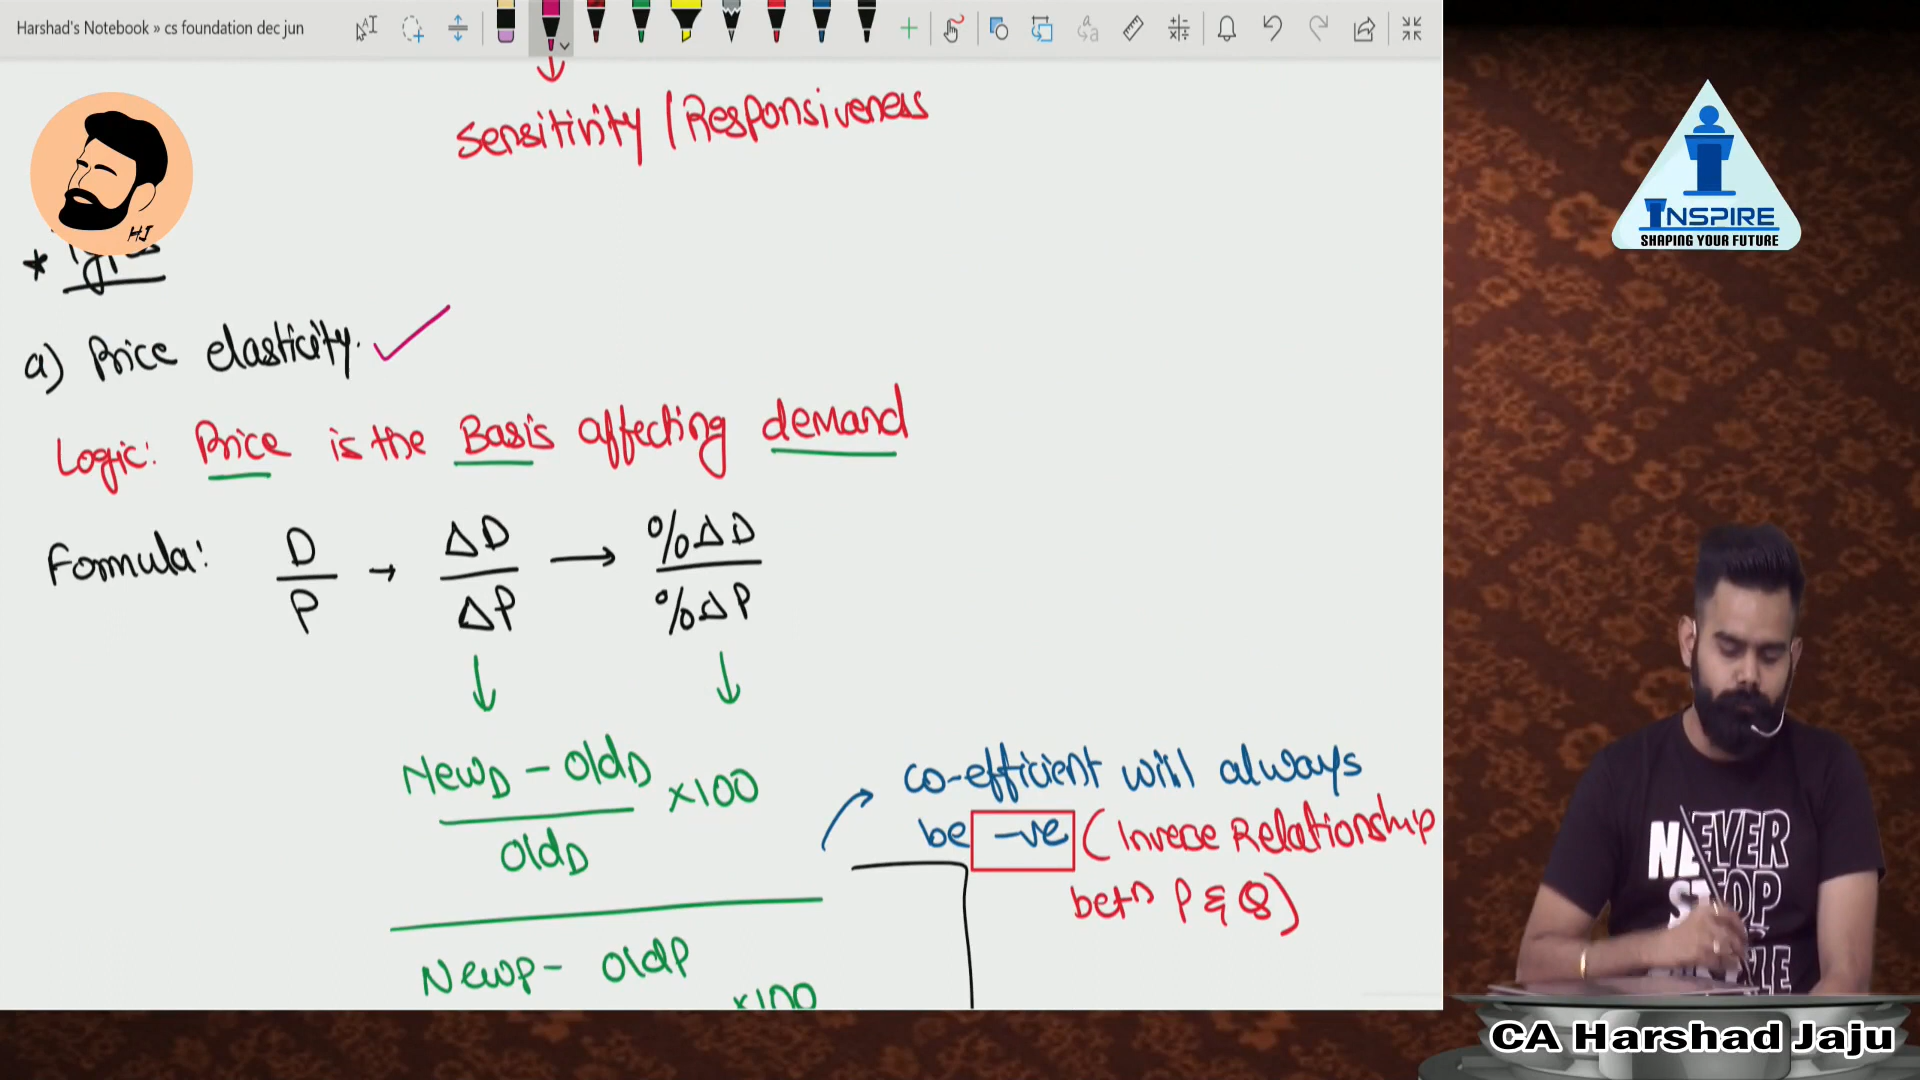 Harshad's Notebook » cs foundation dec jun
Sensitivity / Responsiveness
HJ
INSPIRE
SHAPING YOUR FUTURE
*
a) Price elasticity.
Logic: Price is the Basis affecting demand
Formula: D/P → ΔD/ΔP → %ΔD/%ΔP
NewD - OldD
×100
OldD
co-efficient will always
be -ve (Inverse Relationship
betn P & Q)
NewP - OldP
×100
NEVER
STOP
CA Harshad Jaju